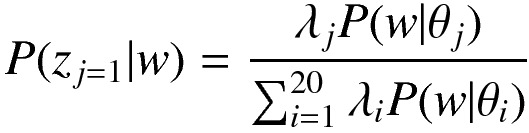 P(z_{j=1}|w) = \frac{\lambda_j P(w|\theta_j)}{\sum_{i=1}^{20} \lambda_i P(w|\theta_i)}